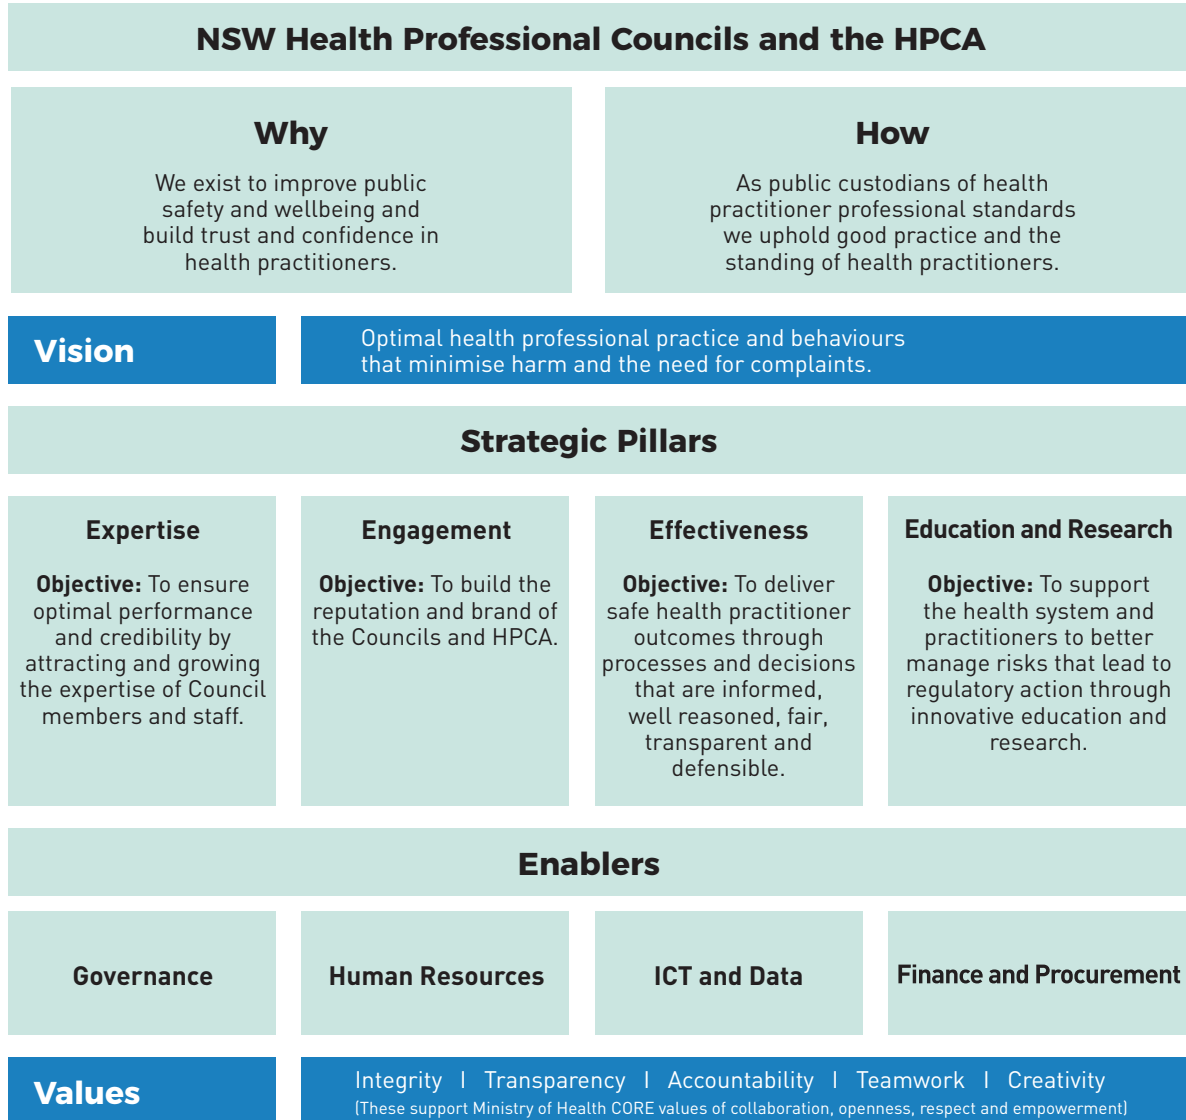 NSW Health Professional Councils and the HPCA
Why
We exist to improve public
safety and wellbeing and
build trust and confidence in
health practitioners.
How
As public custodians of health
practitioner professional standards
we uphold good practice and the
standing of health practitioners.
Vision
Optimal health professional practice and behaviours
that minimise harm and the need for complaints.
Strategic Pillars
Expertise
Objective: To ensure
optimal performance
and credibility by
attracting and growing
the expertise of Council
members and staff.
Engagement
Objective: To build the
reputation and brand of
the Councils and HPCA.
Effectiveness
Objective: To deliver
safe health practitioner
outcomes through
processes and decisions
that are informed,
well reasoned, fair,
transparent and
defensible.
Education and Research
Objective: To support
the health system and
practitioners to better
manage risks that lead to
regulatory action through
innovative education and
research.
Enablers
Governance
Human Resources
ICT and Data
Finance and Procurement
Values
Integrity I Transparency I Accountability I Teamwork I Creativity
(These support Ministry of Health CORE values of collaboration, openness, respect and empowerment)